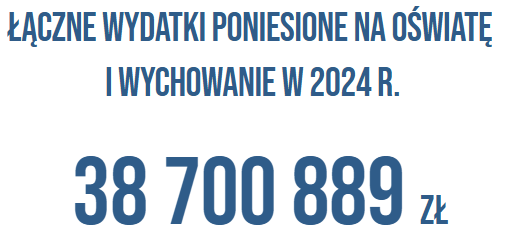 ŁĄCZNE WYDATKI PONIESIONE NA OŚWIATĘ
I WYCHOWANIE W 2024 R.
38 700 889 ZŁ